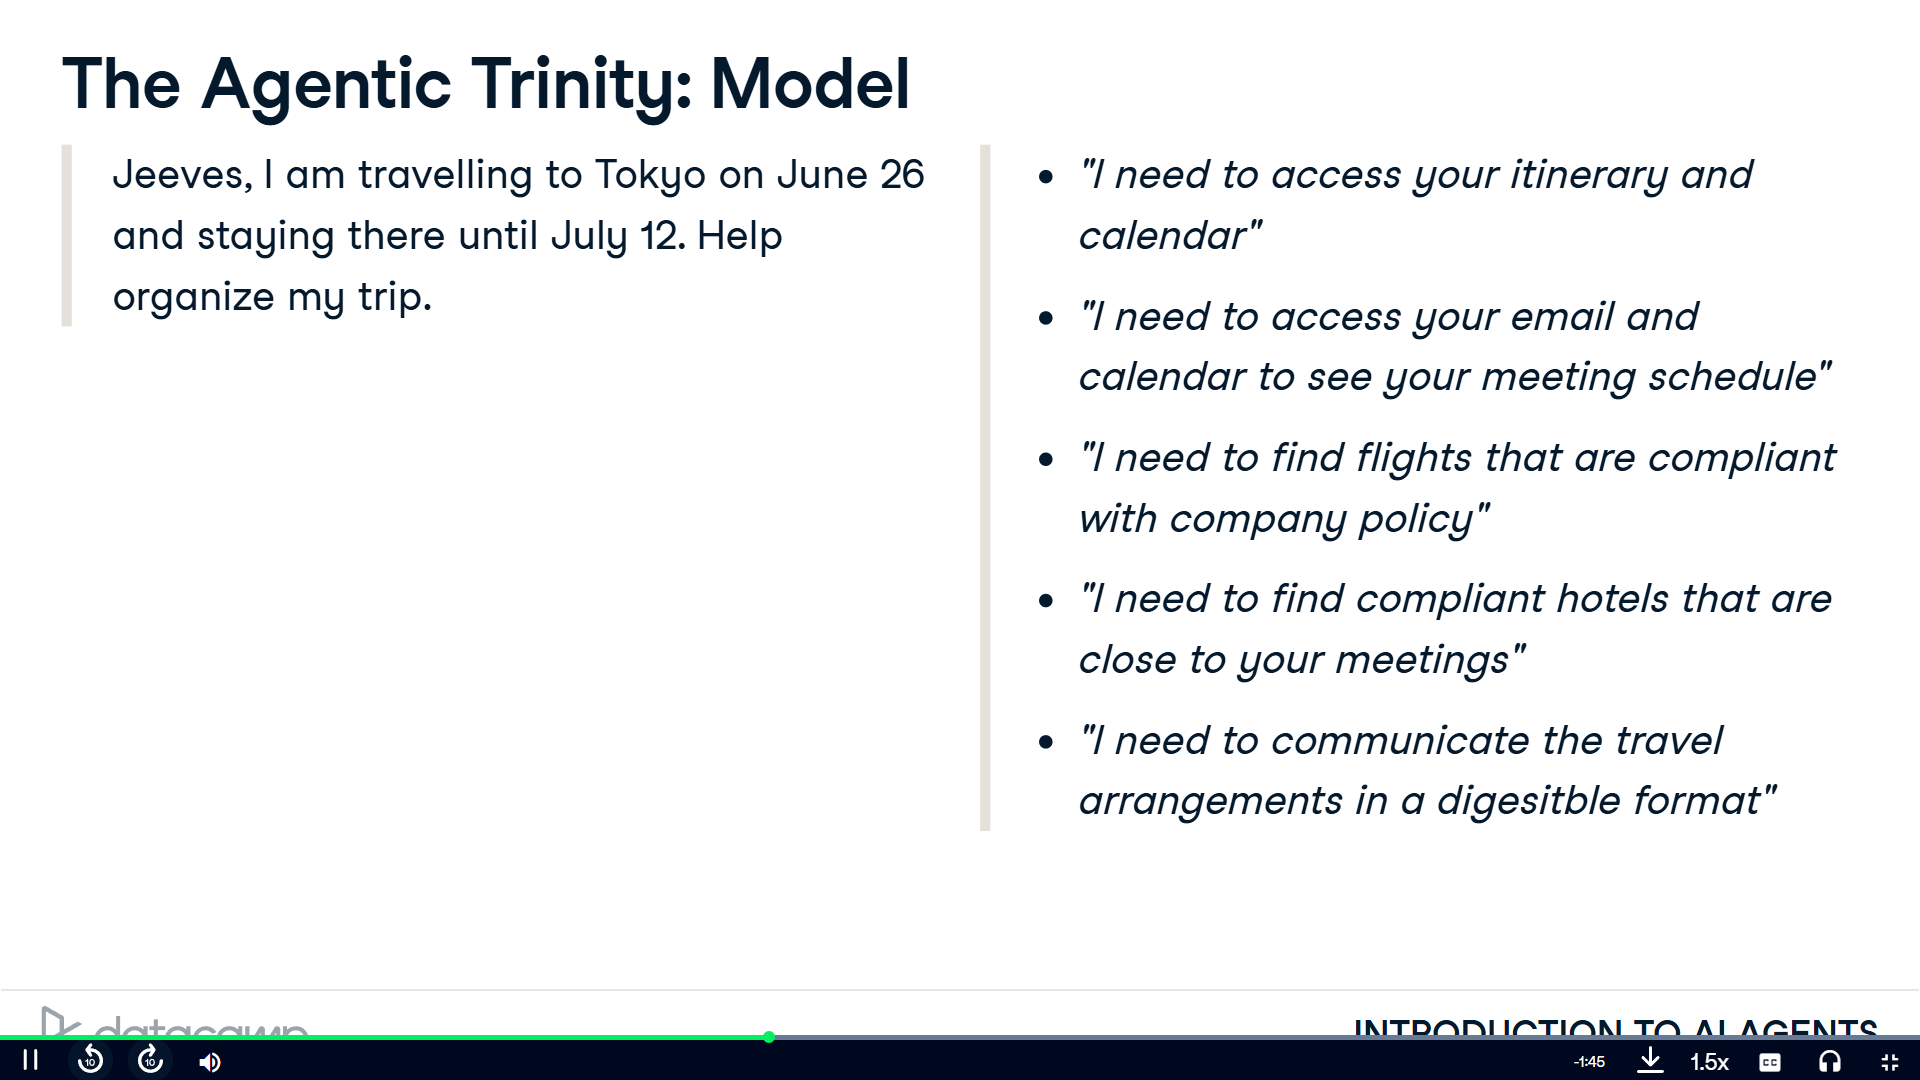 The Agentic Trinity: Model
Jeeves, I am travelling to Tokyo on June 26
and staying there until July 12. Help
organize my trip.
"I need to access your itinerary and
calendar"
"I need to access your email and
calendar to see your meeting schedule"
"I need to find flights that are compliant
with company policy"
"I need to find compliant hotels that are
close to your meetings"
"I need to communicate the travel
arrangements in a digesitble format"
datacamp
INTRODUCTION TO AI AGENTS
10
10
-1:45
1.5x
CC